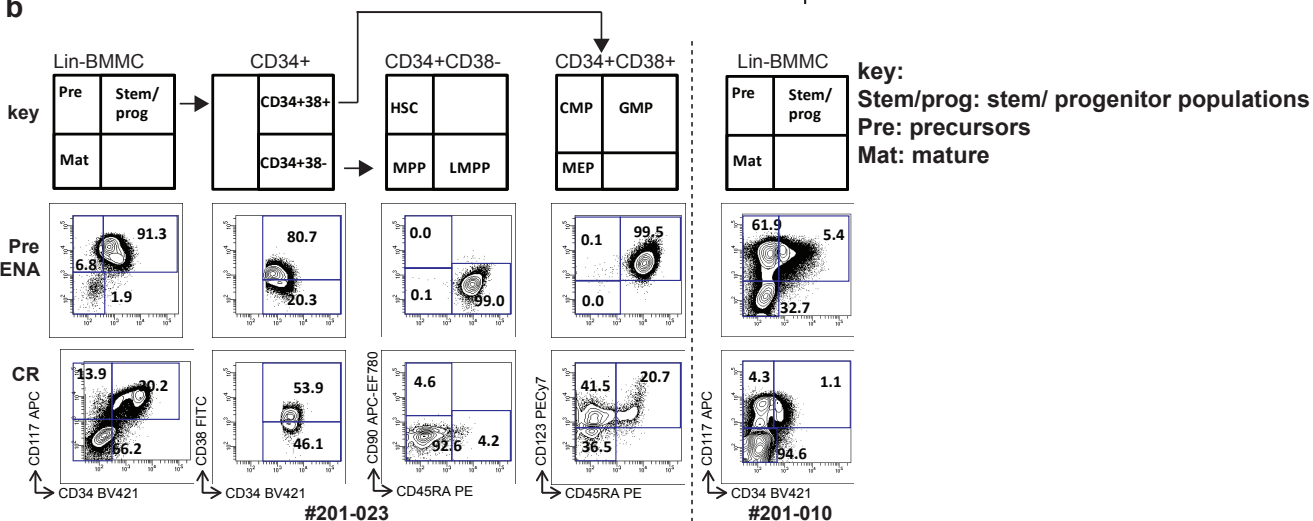 b
Lin-BMMC
CD34+
CD34+CD38-
CD34+CD38+
Lin-BMMC
key
Pre
Stem/
prog
Mat
CD34+38+
CD34+38-
HSC
MPP
LMPP
CMP
GMP
MEP
Pre
Stem/
prog
Mat
key:
Stem/prog: stem/ progenitor populations
Pre: precursors
Mat: mature
Pre
ENA
91.3
6.8
1.9
80.7
20.3
0.0
0.1
99.0
0.1
99.5
0.0
61.9
5.4
32.7
CR
13.9
20.2
66.2
53.9
46.1
4.6
92.6
4.2
41.5
20.7
36.5
4.3
1.1
94.6
CD117 APC
CD34 BV421
CD38 FITC
CD34 BV421
CD90 APC-EF780
CD45RA PE
CD123 PECy7
CD45RA PE
CD117 APC
CD34 BV421
#201-023
#201-010